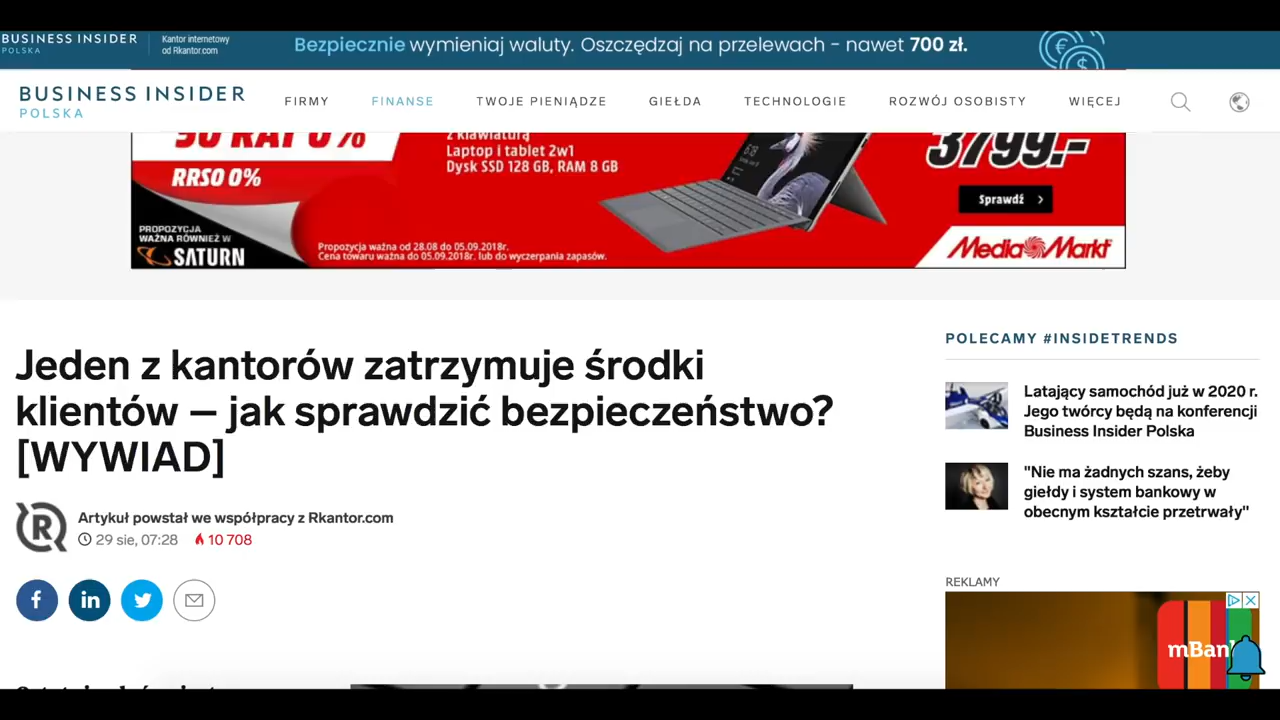 BUSINESS INSIDER
POLSKA
Kantor internetowy
od Rkantor.com
Bezpiecznie wymieniaj waluty. Oszczędzaj na przelewach - nawet 700 zł.
BUSINESS INSIDER
POLSKA
FIRMY
FINANSE
TWOJE PIENIĄDZE
GIEŁDA
TECHNOLOGIE
ROZWÓJ OSOBISTY
WIĘCEJ
RAT 0%
RRSO 0%
z klawiaturą
Laptop i tablet 2w1
Dysk SSD 128 GB, RAM 8 GB
3799.-
Sprawdź
PROPOZYCJA
WAŻNA RÓWNIEŻ W
SATURN
Propozycja ważna od 28.08 do 05.09.2018r.
Cena towaru ważna do 05.09.2018r. lub do wyczerpania zapasów.
Media Markt
Jeden z kantorów zatrzymuje środki
klientów – jak sprawdzić bezpieczeństwo?
[WYWIAD]
Artykuł powstał we współpracy z Rkantor.com
29 sie, 07:28 10 708
POLECAMY #INSIDETRENDS
Latający samochód już w 2020 r.
Jego twórcy będą na konferencji
Business Insider Polska
"Nie ma żadnych szans, żeby
giełdy i system bankowy w
obecnym kształcie przetrwały"
REKLAMY
mBank